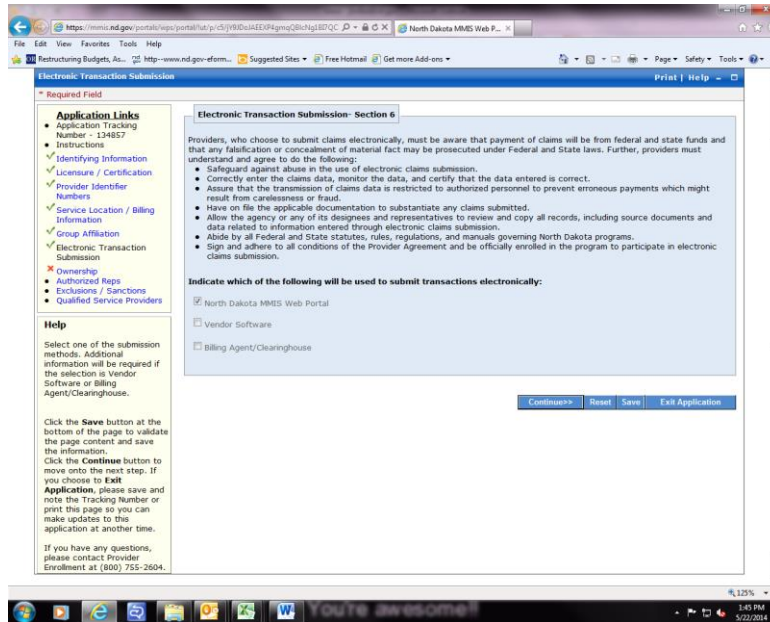 https://mmis.nd.gov/portals/wps/
North Dakota MMIS Web P...
File Edit View Favorites Tools Help
Restructuring Budgets, As... http--www.nd.gov-eform... Suggested Sites Free Hotmail Get more Add-ons Page Safety Tools
Electronic Transaction Submission Print | Help
* Required Field
Application Links
Application Tracking
Number - 134857
Instructions
Identifying Information
Licensure / Certification
Provider Identifier
Numbers
Service Location / Billing
Information
Group Affiliation
Electronic Transaction
Submission
Ownership
Authorized Reps
Exclusions / Sanctions
Qualified Service Providers
Help
Select one of the submission
methods. Additional
information will be required if
the selection is Vendor
Software or Billing
Agent/Clearinghouse.
Click the Save button at the
bottom of the page to validate
the page content and save
the information.
Click the Continue button to
move onto the next step. If
you choose to Exit
Application, please save and
note the Tracking Number or
print this page so you can
make updates to this
application at another time.
If you have any questions,
please contact Provider
Enrollment at (800) 755-2604.
Electronic Transaction Submission- Section 6
Providers, who choose to submit claims electronically, must be aware that payment of claims will be from federal and state funds and
that any falsification or concealment of material fact may be prosecuted under Federal and State laws. Further, providers must
understand and agree to do the following:
Safeguard against abuse in the use of electronic claims submission.
Correctly enter the claims data, monitor the data, and certify that the data entered is correct.
Assure that the transmission of claims data is restricted to authorized personnel to prevent erroneous payments which might
result from carelessness or fraud.
Have on file the applicable documentation to substantiate any claims submitted.
Allow the agency or any of its designees and representatives to review and copy all records, including source documents and
data related to information entered through electronic claims submission.
Abide by all Federal and State statutes, rules, regulations, and manuals governing North Dakota programs.
Sign and adhere to all conditions of the Provider Agreement and be officially enrolled in the program to participate in electronic
claims submission.
Indicate which of the following will be used to submit transactions electronically:
North Dakota MMIS Web Portal
Vendor Software
Billing Agent/Clearinghouse
Continue>> Reset Save Exit Application
125%
You're awesome!!
1:45 PM
5/22/2014